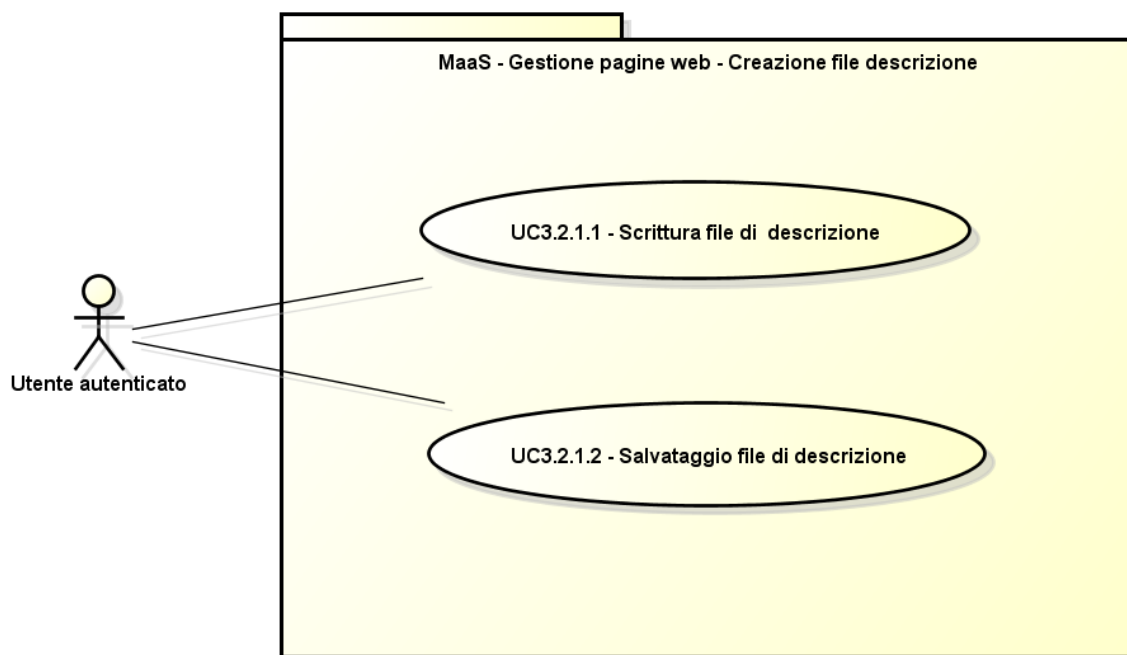 MaaS - Gestione pagine web - Creazione file descrizione
UC3.2.1.1 - Scrittura file di  descrizione
Utente autenticato
UC3.2.1.2 - Salvataggio file di descrizione